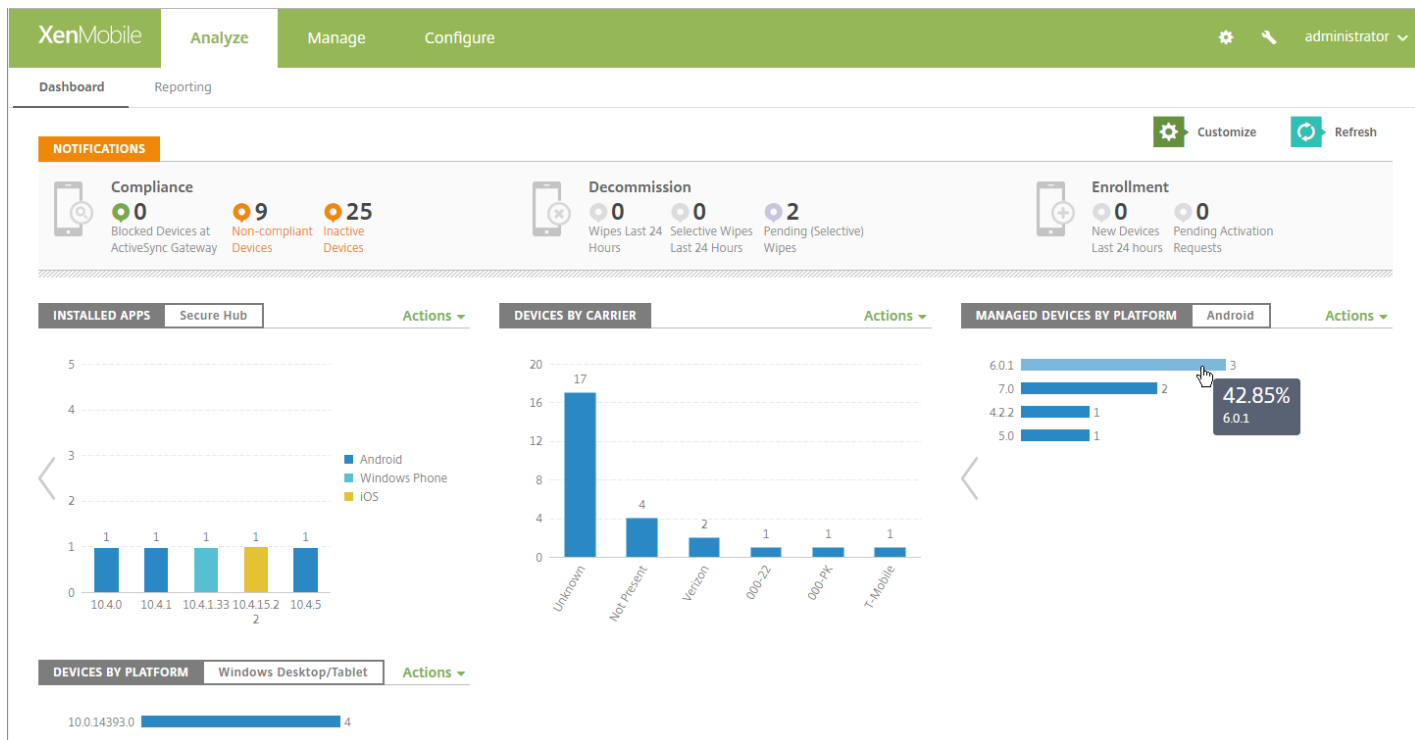 XenMobile Analyze Manage Configure administrator
Dashboard Reporting
Customize Refresh
NOTIFICATIONS
Compliance
0 9 25
Blocked Devices at Non-compliant Inactive
ActiveSync Gateway Devices Devices
Decommission
0 0 2
Wipes Last 24 Selective Wipes Pending (Selective)
Hours Last 24 Hours Wipes
Enrollment
0 0
New Devices Pending Activation
Last 24 hours Requests
INSTALLED APPS Secure Hub Actions
5
4
3
2
1
0
1 1 1 1 1
10.4.0 10.4.1 10.4.1.33 10.4.15.2 10.4.5
2
Android
Windows Phone
iOS
DEVICES BY CARRIER Actions
20
16
12
8
4
0
17 4 2 1 1 1
Unknown Not Present Verizon 000-22 000-PK T-Mobile
MANAGED DEVICES BY PLATFORM Android Actions
6.0.1 3
7.0 2
4.2.2 1
5.0 1
42.85%
6.0.1
DEVICES BY PLATFORM Windows Desktop/Tablet Actions
10.0.14393.0 4